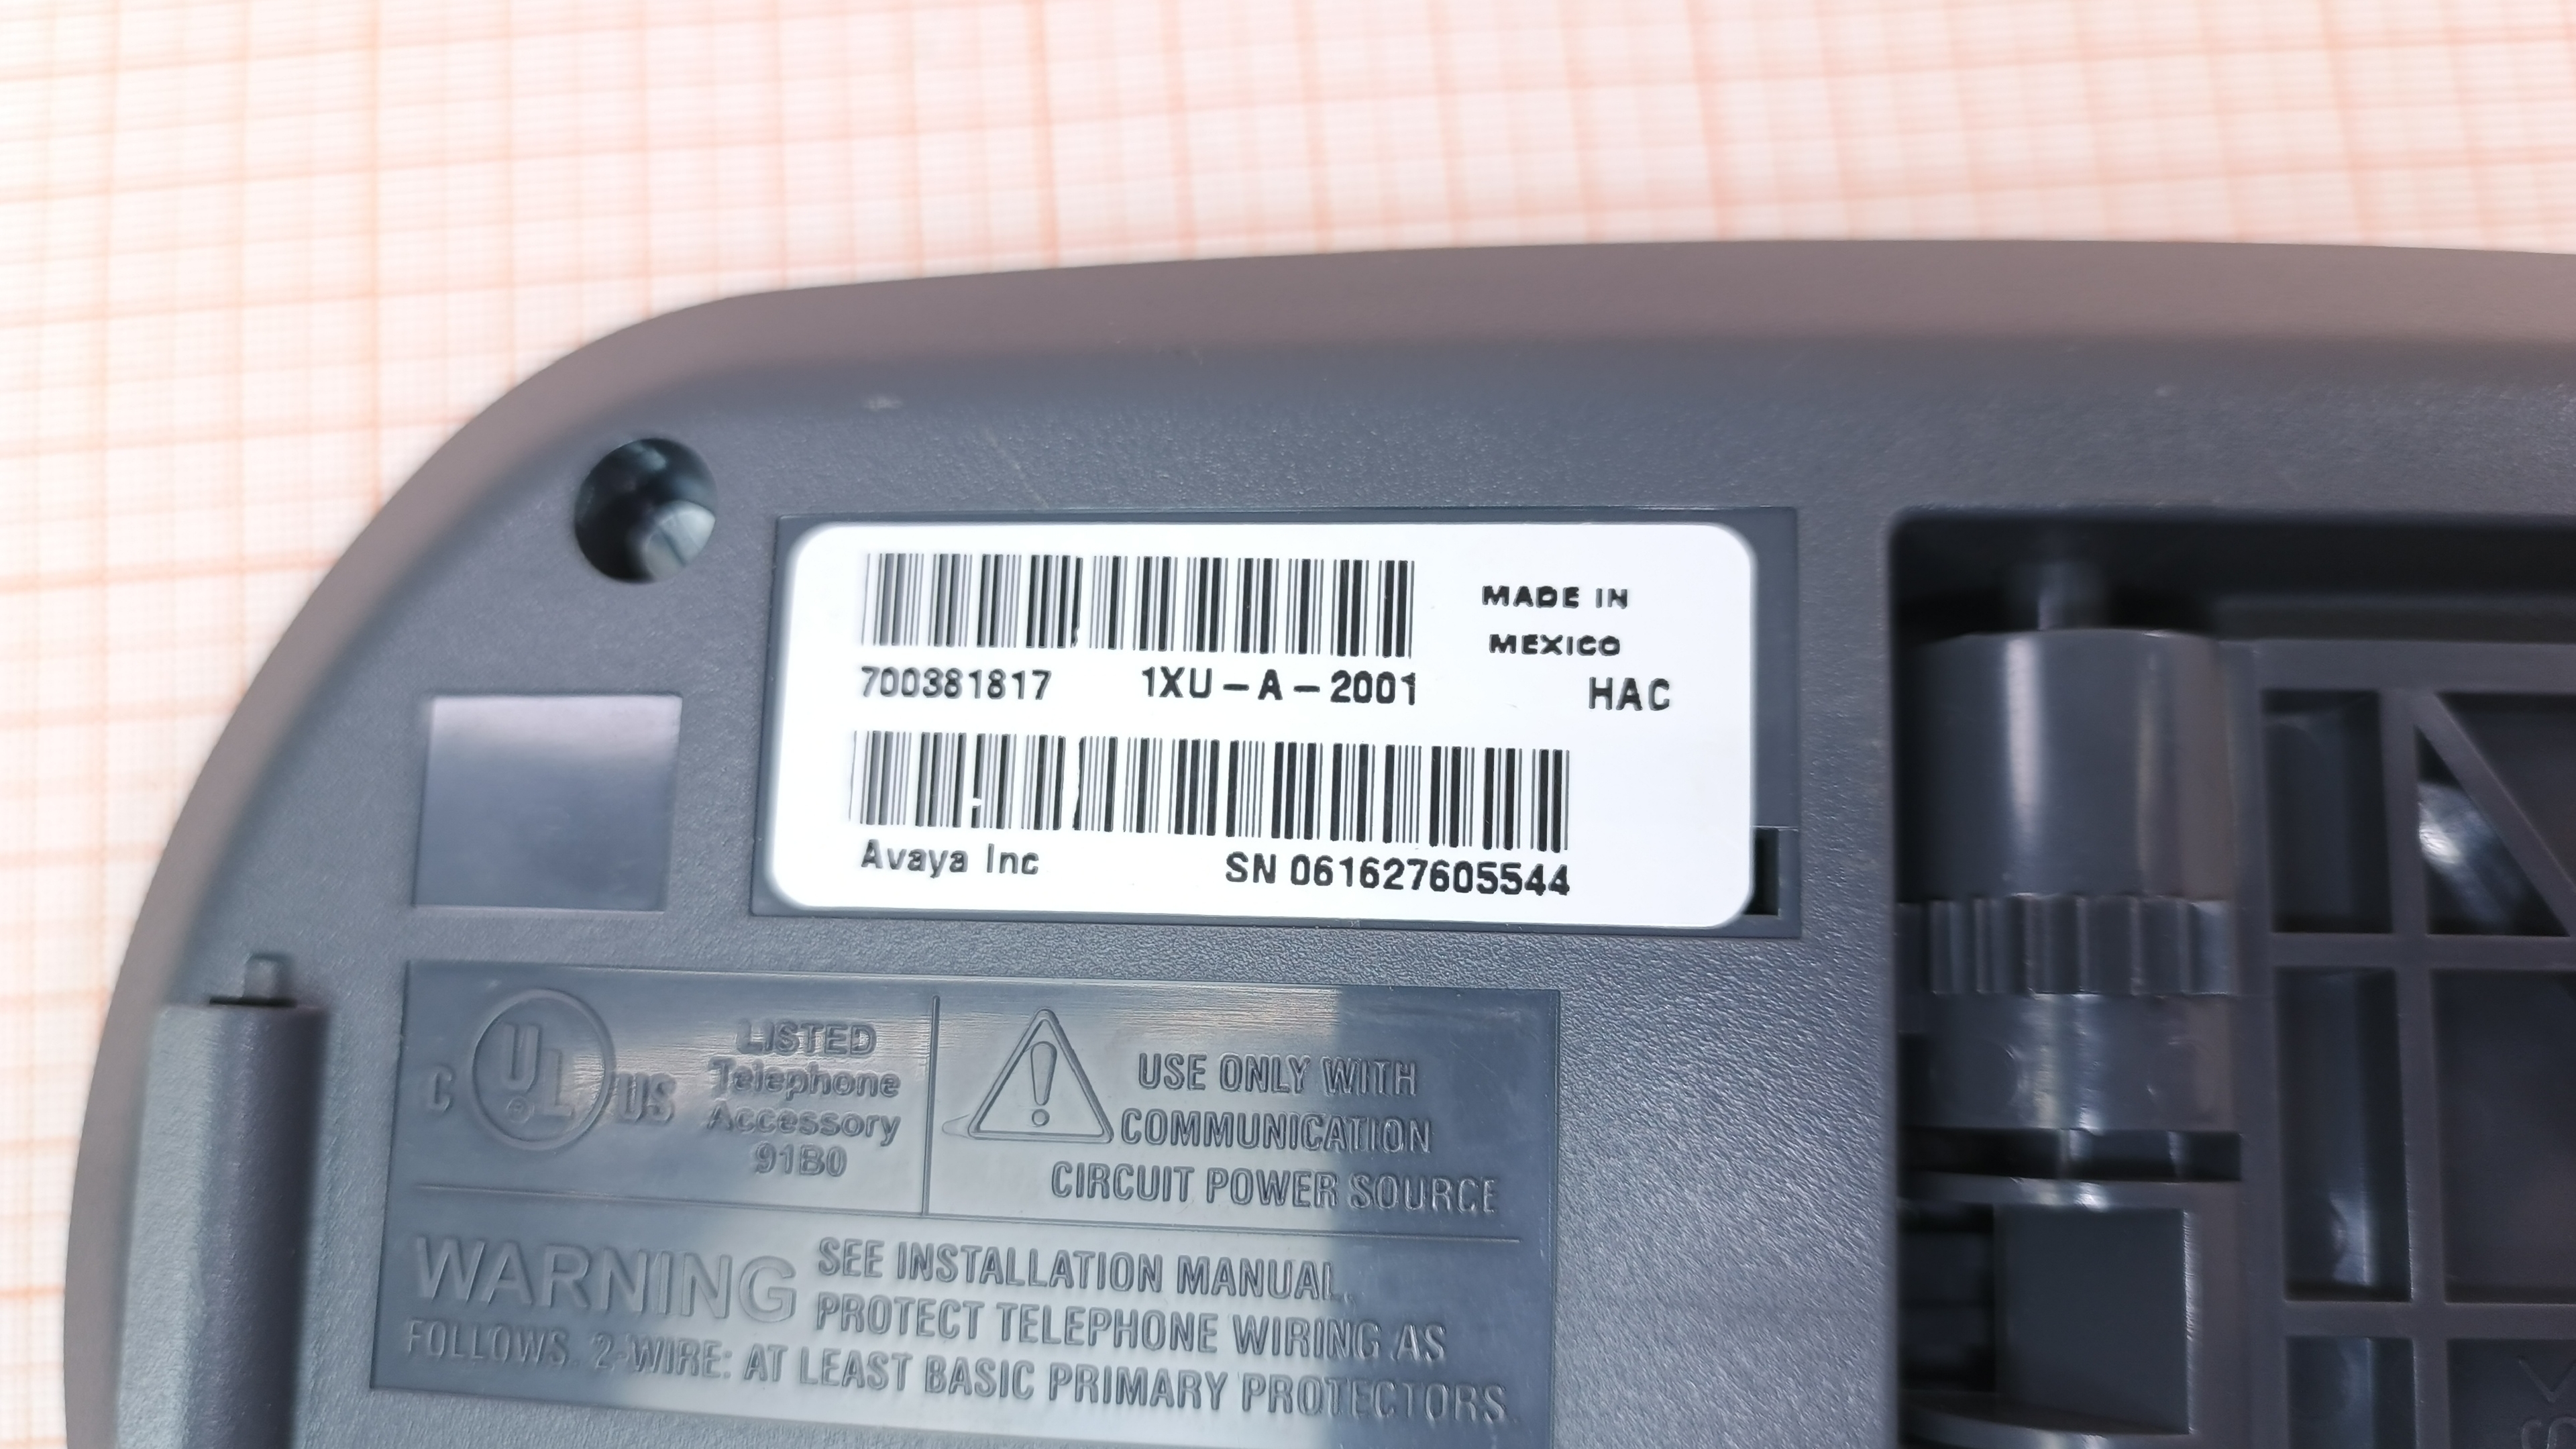 MADE IN
MEXICO
700381817 1XU-A-2001 HAC
Avaya Inc SN 061627605544
C UL US
LISTED
Telephone
Accessory
91B0
USE ONLY WITH
COMMUNICATION
CIRCUIT POWER SOURCE
WARNING SEE INSTALLATION MANUAL.
PROTECT TELEPHONE WIRING AS
FOLLOWS. 2-WIRE: AT LEAST BASIC PRIMARY PROTECTORS.